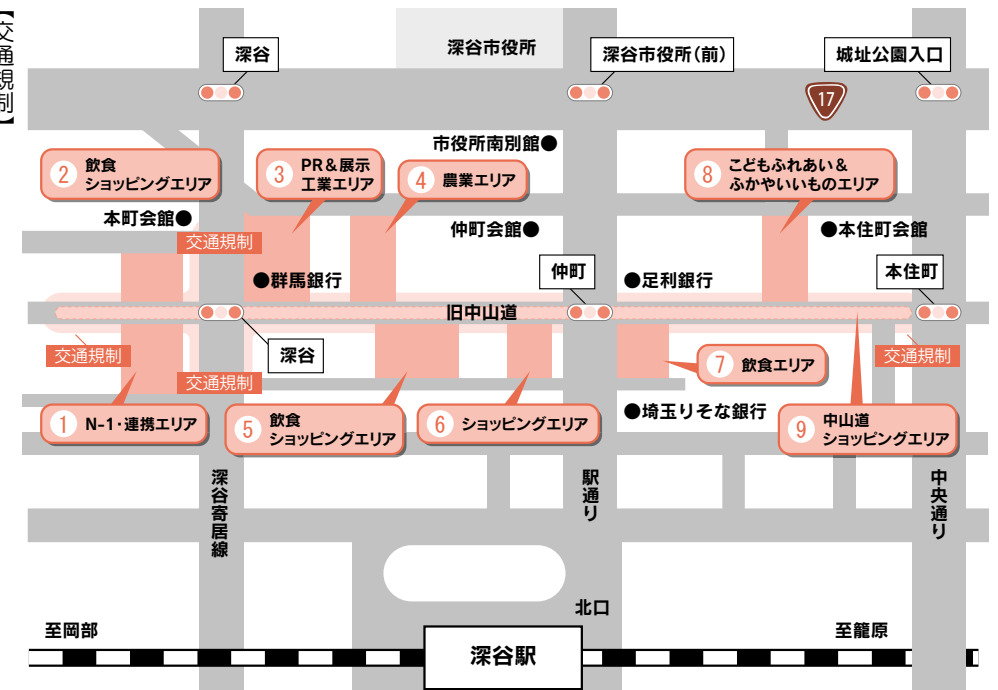 【交通規制】
深谷
深谷市役所
深谷市役所（前）
城址公園入口
17
市役所南別館●
2 飲食
ショッピングエリア
3 PR＆展示
工業エリア
4 農業エリア
8 こどもふれあい＆
ふかやいいものエリア
本町会館●
仲町会館●
●本住町会館
交通規制
●群馬銀行
仲町
●足利銀行
本住町
旧中山道
深谷
交通規制
交通規制
交通規制
7 飲食エリア
1 N-1・連携エリア
5 飲食
ショッピングエリア
6 ショッピングエリア
●埼玉りそな銀行
9 中山道
ショッピングエリア
深谷寄居線
駅通り
中央通り
北口
至岡部
深谷駅
至籠原